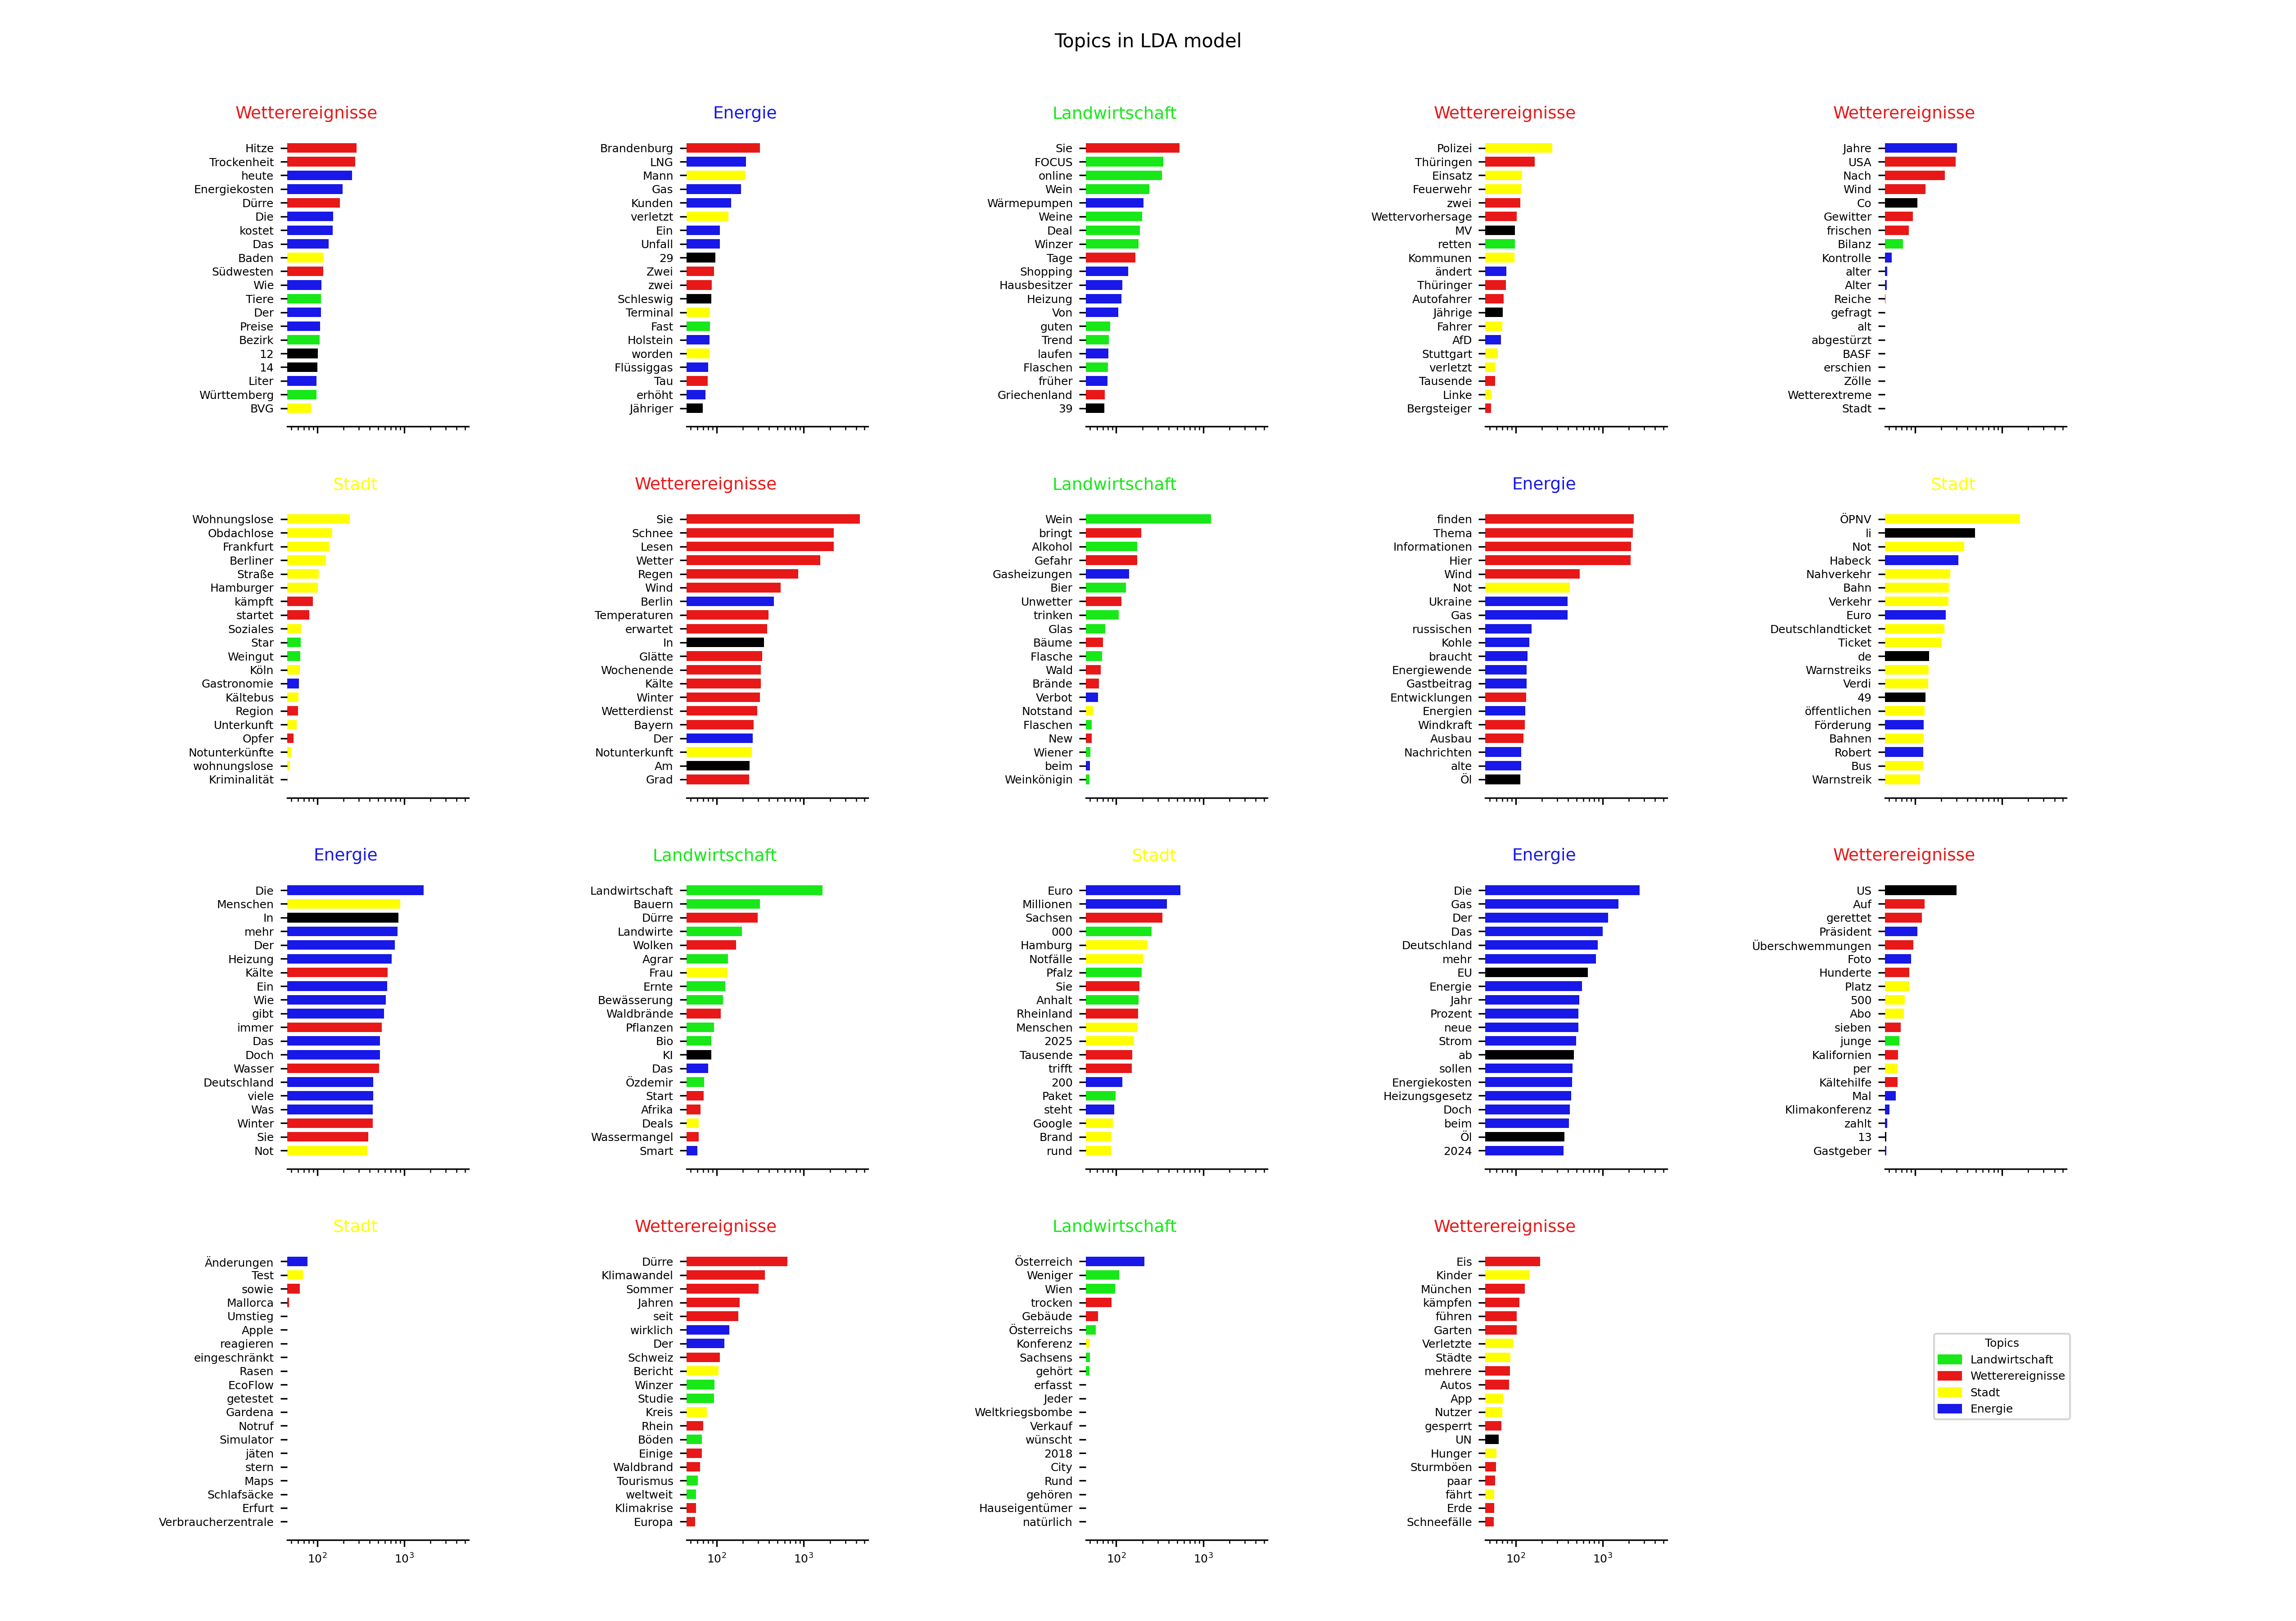 Topics in LDA model
Wetterereignisse
Hitze
Trockenheit
heute
Energiekosten
Dürre
Die
kostet
Das
Baden
Südwesten
Wie
Tiere
Der
Preise
Bezirk
12
14
Liter
Württemberg
BVG
Energie
Brandenburg
LNG
Mann
Gas
Kunden
verletzt
Ein
Unfall
29
Zwei
zwei
Schleswig
Terminal
Fast
Holstein
worden
Flüssiggas
Tau
erhöht
Jähriger
Landwirtschaft
Sie
FOCUS
online
Wein
Wärmepumpen
Weine
Deal
Winzer
Tage
Shopping
Hausbesitzer
Heizung
Von
guten
Trend
laufen
Flaschen
früher
Griechenland
39
Wetterereignisse
Polizei
Thüringen
Einsatz
Feuerwehr
zwei
Wettervorhersage
MV
retten
Kommunen
ändert
Thüringer
Autofahrer
Jährige
Fahrer
AfD
Stuttgart
verletzt
Tausende
Linke
Bergsteiger
Wetterereignisse
Jahre
USA
Nach
Wind
Co
Gewitter
frischen
Bilanz
Kontrolle
alter
Alter
Reiche
gefragt
alt
abgestürzt
BASF
erschien
Zölle
Wetterextreme
Stadt
Stadt
Wohnungslose
Obdachlose
Frankfurt
Berliner
Straße
Hamburger
kämpft
startet
Soziales
Star
Weingut
Köln
Gastronomie
Kältebus
Region
Unterkunft
Opfer
Notunterkünfte
wohnungslose
Kriminalität
Wetterereignisse
Sie
Schnee
Lesen
Wetter
Regen
Wind
Berlin
Temperaturen
erwartet
In
Glätte
Wochenende
Kälte
Winter
Wetterdienst
Bayern
Der
Notunterkunft
Am
Grad
Landwirtschaft
Wein
bringt
Alkohol
Gefahr
Gasheizungen
Bier
Unwetter
trinken
Glas
Bäume
Flasche
Wald
Brände
Verbot
Notstand
Flaschen
New
Wiener
beim
Weinkönigin
Energie
finden
Thema
Informationen
Hier
Wind
Not
Ukraine
Gas
russischen
Kohle
braucht
Energiewende
Gastbeitrag
Entwicklungen
Energien
Windkraft
Ausbau
Nachrichten
alte
Öl
Stadt
ÖPNV
li
Not
Habeck
Nahverkehr
Bahn
Verkehr
Euro
Deutschlandticket
Ticket
de
Warnstreiks
Verdi
49
öffentlichen
Förderung
Bahnen
Robert
Bus
Warnstreik
Energie
Die
Menschen
In
mehr
Der
Heizung
Kälte
Ein
Wie
gibt
immer
Das
Doch
Wasser
Deutschland
viele
Was
Winter
Sie
Not
Landwirtschaft
Landwirtschaft
Bauern
Dürre
Landwirte
Wolken
Agrar
Frau
Ernte
Bewässerung
Waldbrände
Pflanzen
Bio
KI
Das
Özdemir
Start
Afrika
Deals
Wassermangel
Smart
Stadt
Euro
Millionen
Sachsen
000
Hamburg
Notfälle
Pfalz
Sie
Anhalt
Rheinland
Menschen
2025
Tausende
trifft
200
Paket
steht
Google
Brand
rund
Energie
Die
Gas
Der
Das
Deutschland
mehr
EU
Energie
Jahr
Prozent
neue
Strom
ab
sollen
Energiekosten
Heizungsgesetz
Doch
beim
Öl
2024
Wetterereignisse
US
Auf
gerettet
Präsident
Überschwemmungen
Foto
Hunderte
Platz
500
Abo
sieben
junge
Kalifornien
per
Kältehilfe
Mal
Klimakonferenz
zahlt
13
Gastgeber
Stadt
Änderungen
Test
sowie
Mallorca
Umstieg
Apple
reagieren
eingeschränkt
Rasen
EcoFlow
getestet
Gardena
Notruf
Simulator
jäten
stern
Maps
Schlafsäcke
Erfurt
Verbraucherzentrale
10² 10³
Wetterereignisse
Dürre
Klimawandel
Sommer
Jahren
seit
wirklich
Der
Schweiz
Bericht
Winzer
Studie
Kreis
Rhein
Böden
Einige
Waldbrand
Tourismus
weltweit
Klimakrise
Europa
10² 10³
Landwirtschaft
Österreich
Weniger
Wien
trocken
Gebäude
Österreichs
Konferenz
Sachsens
gehört
erfasst
Jeder
Weltkriegsbombe
Verkauf
wünscht
2018
City
Rund
gehören
Hauseigentümer
natürlich
10² 10³
Wetterereignisse
Eis
Kinder
München
kämpfen
führen
Garten
Verletzte
Städte
mehrere
Autos
App
Nutzer
gesperrt
UN
Hunger
Sturmböen
paar
fährt
Erde
Schneefälle
10² 10³
Topics
Landwirtschaft
Wetterereignisse
Stadt
Energie